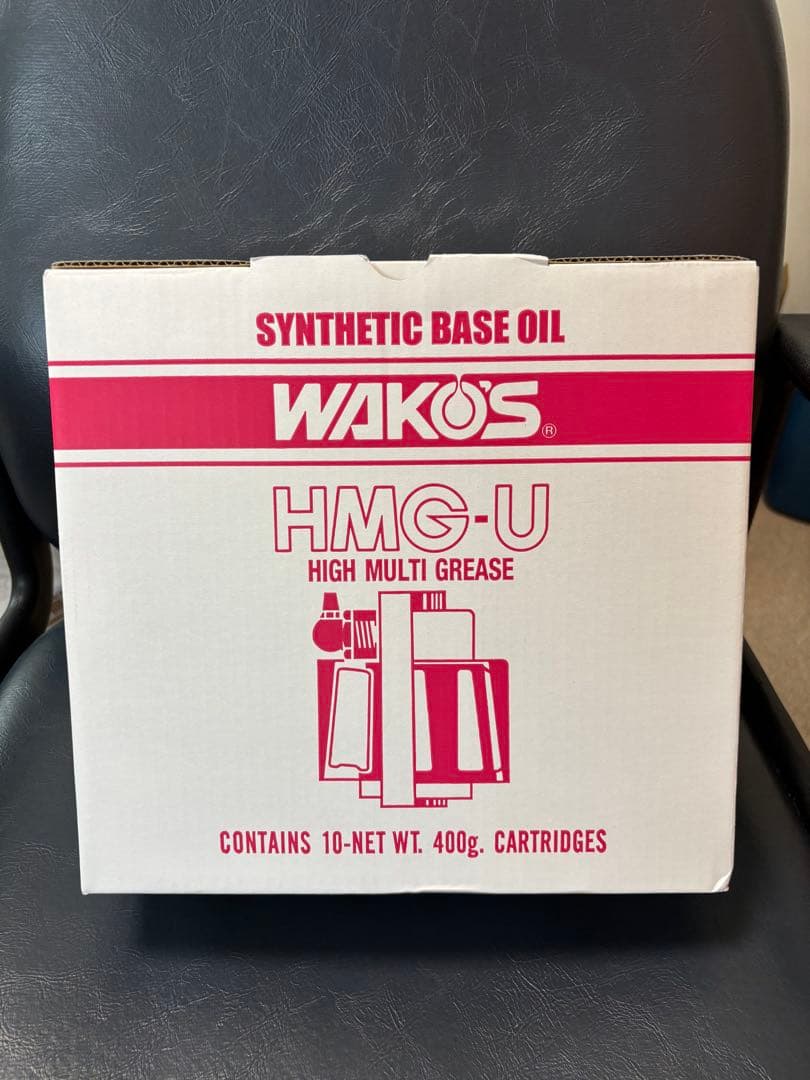 SYNTHETIC BASE OIL
WAKO'S ®
HMG-U
HIGH MULTI GREASE
CONTAINS 10-NET WT. 400g. CARTRIDGES